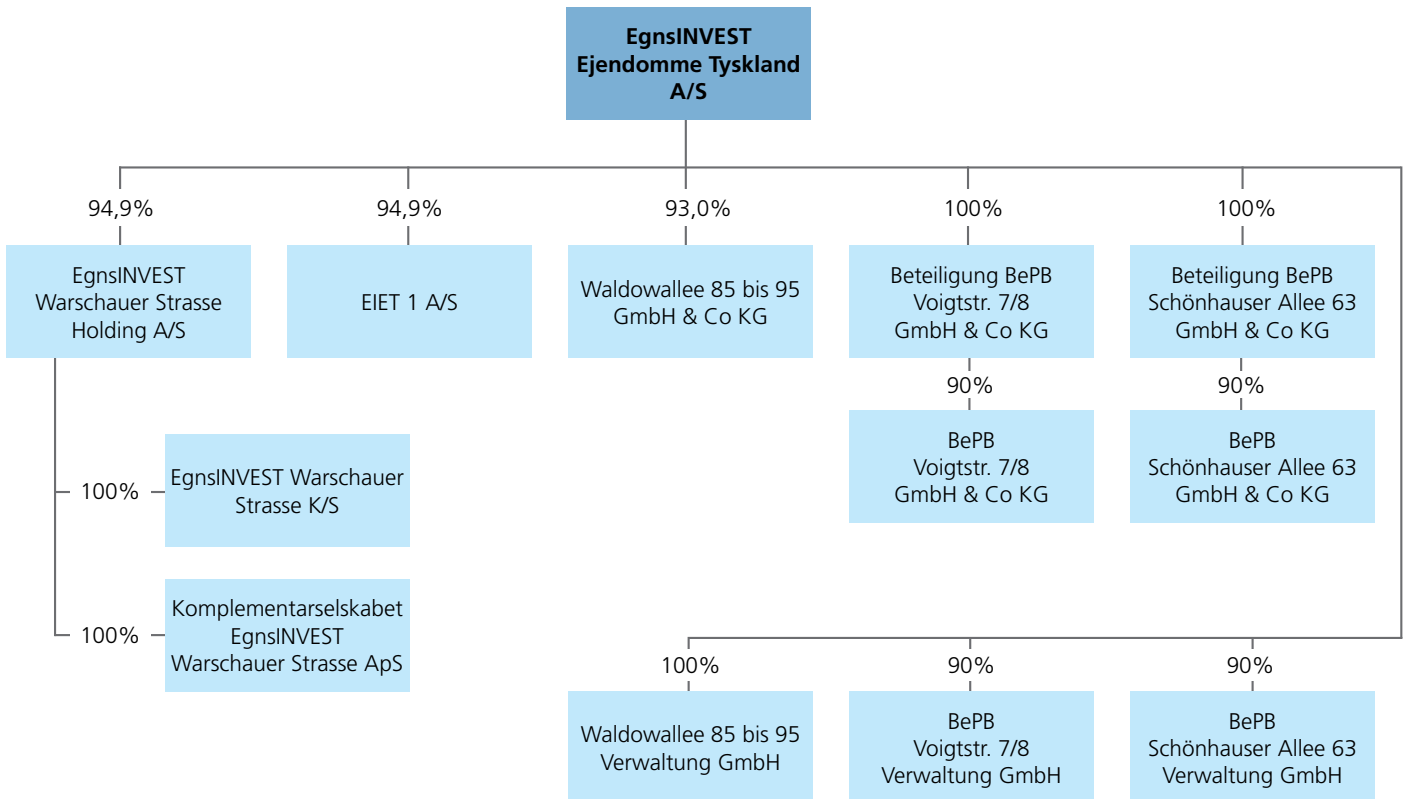 EgnsINVEST
Ejendomme Tyskland
A/S
94,9%
94,9%
93,0%
100%
100%
EgnsINVEST
Warschauer Strasse
Holding A/S
EIET 1 A/S
Waldowallee 85 bis 95
GmbH & Co KG
Beteiligung BePB
Voigtstr. 7/8
GmbH & Co KG
Beteiligung BePB
Schönhauser Allee 63
GmbH & Co KG
90%
90%
BePB
Voigtstr. 7/8
GmbH & Co KG
BePB
Schönhauser Allee 63
GmbH & Co KG
100%
EgnsINVEST Warschauer
Strasse K/S
100%
Komplementarselskabet
EgnsINVEST
Warschauer Strasse ApS
100%
90%
90%
Waldowallee 85 bis 95
Verwaltung GmbH
BePB
Voigtstr. 7/8
Verwaltung GmbH
BePB
Schönhauser Allee 63
Verwaltung GmbH